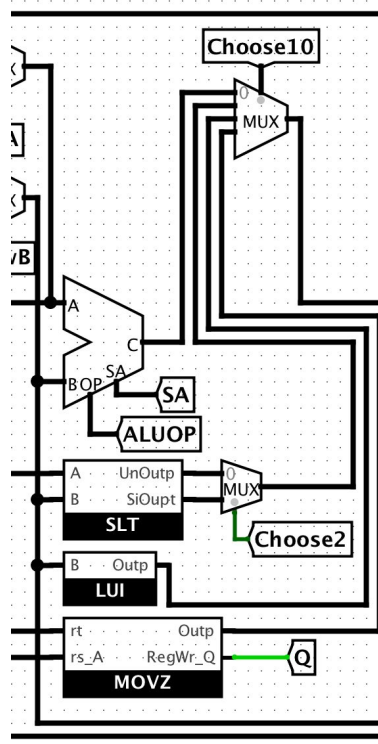 Choose10
0
MUX
A
vB
A
C
SA
B OP
SA
ALUOP
A UnOutp
B SiOupt
SLT
0
MUX
Choose2
B Outp
LUI
rt Outp
rs_A RegWr_Q
Q
MOVZ